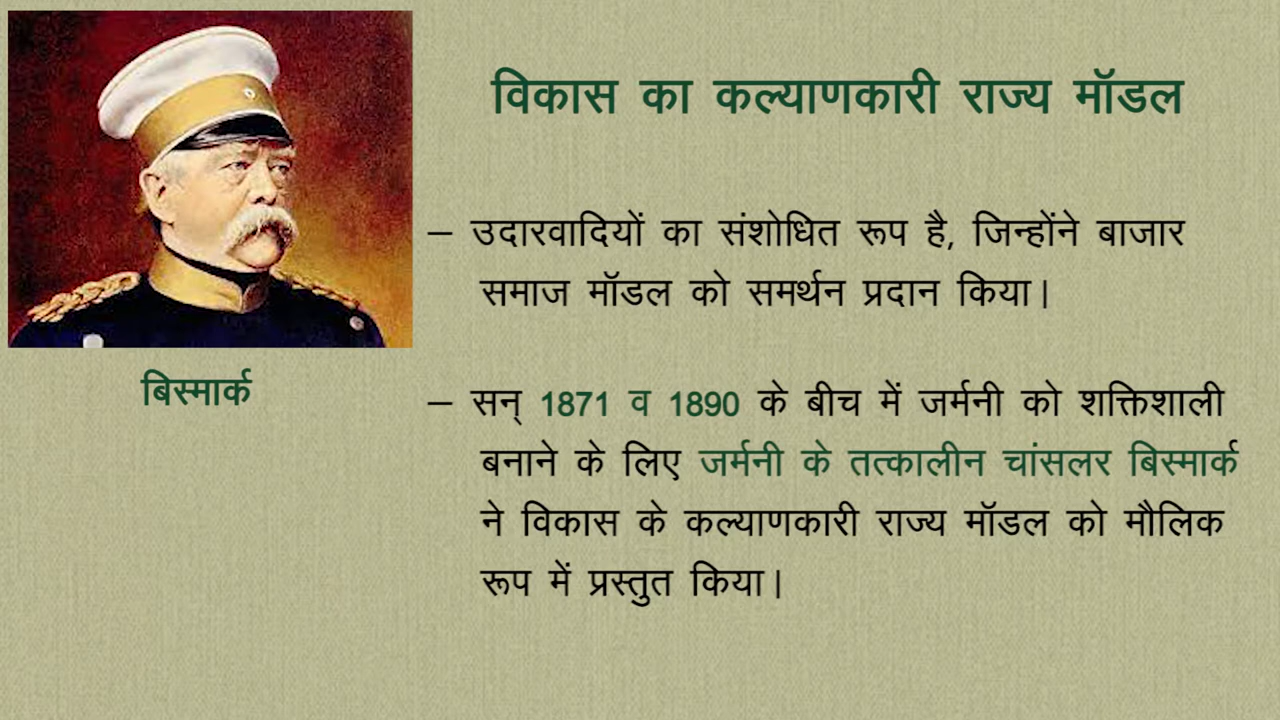 विकास का कल्याणकारी राज्य मॉडल
– उदारवादियों का संशोधित रूप है, जिन्होंने बाजार
समाज मॉडल को समर्थन प्रदान किया।
बिस्मार्क
– सन् 1871 व 1890 के बीच में जर्मनी को शक्तिशाली
बनाने के लिए जर्मनी के तत्कालीन चांसलर बिस्मार्क
ने विकास के कल्याणकारी राज्य मॉडल को मौलिक
रूप में प्रस्तुत किया।